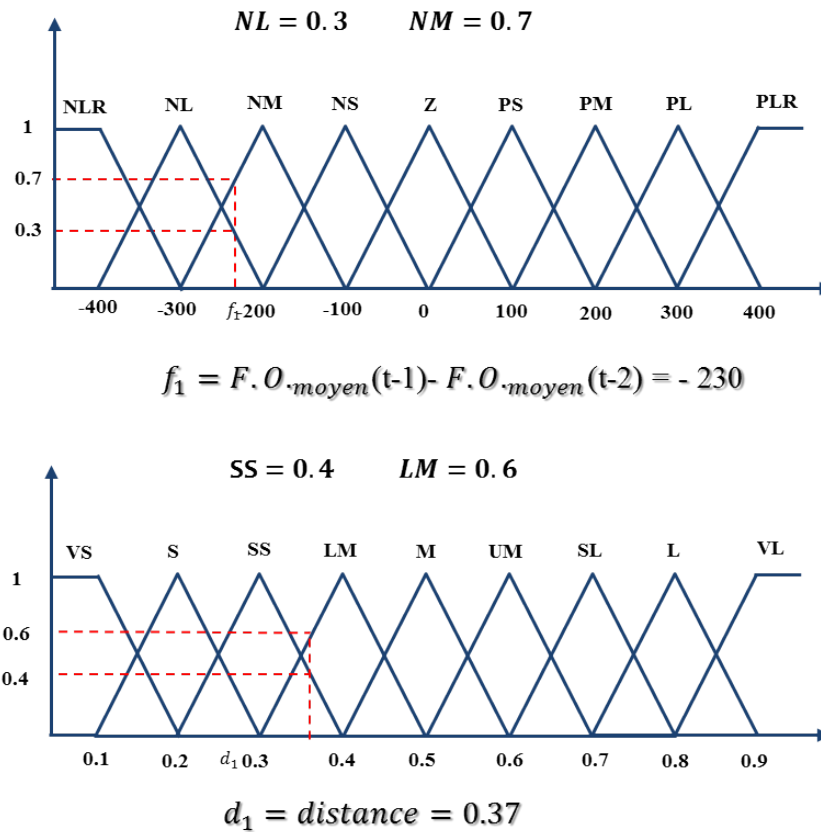 NL = 0.3 NM = 0.7
NLR NL NM NS Z PS PM PL PLR
1
0.7
0.3
-400 -300 f₁ -200 -100 0 100 200 300 400
f₁ = F.O.moyen(t-1)- F.O.moyen(t-2) = - 230
SS = 0.4 LM = 0.6
VS S SS LM M UM SL L VL
1
0.6
0.4
0.1 0.2 d₁ 0.3 0.4 0.5 0.6 0.7 0.8 0.9
d₁ = distance = 0.37